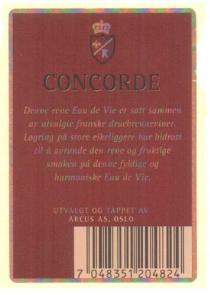 CONCORDE
Denne rene Eau de Vie er satt sammen
av utvalgte franske druebrenneviner.
Lagring på store eikeliggere har bidratt
til å avrunde den rene og fruktige
smaken på denne fyldige og
harmoniske Eau de Vie.
UTVALGT OG TAPPET AV
ARCUS AS, OSLO
7 048351 204824